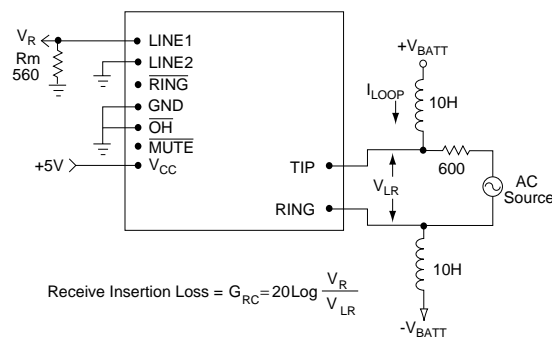 V_R
Rm
560
LINE1
LINE2
RING
GND
OH
MUTE
V_CC
+5V
TIP
RING
+V_BATT
I_LOOP
10H
600
V_LR
AC
Source
10H
-V_BATT
Receive Insertion Loss = G_RC = 20Log V_R / V_LR